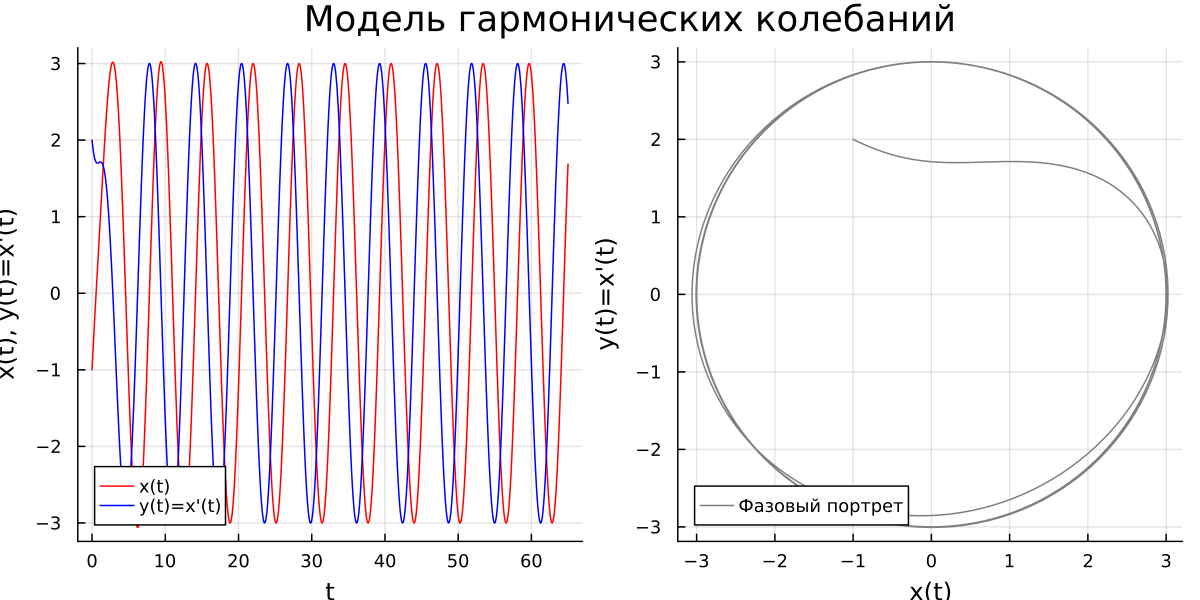 Модель гармонических колебаний
x(t), y(t)=x'(t)
3
2
1
0
−1
−2
−3
x(t)
y(t)=x'(t)
0 10 20 30 40 50 60
t
y(t)=x'(t)
3
2
1
0
−1
−2
−3
Фазовый портрет
−3 −2 −1 0 1 2 3
x(t)